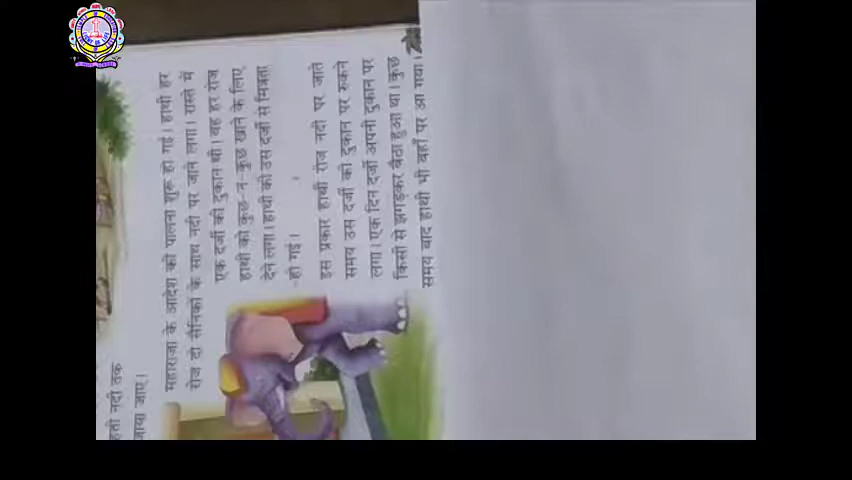 हती नदी तक
जाया जाए।
महाराजा के आदेश की पालना शुरू हो गई। हाथी हर
रोज दो सैनिकों के साथ नदी पर जाने लगा। रास्ते में
एक दर्जी की दुकान थी। वह हर रोज
हाथी को कुछ-न-कुछ खाने के लिए
देने लगा। हाथी की उस दर्जी से मित्रता
हो गई।
इस प्रकार हाथी रोज नदी पर जाते
समय उस दर्जी की दुकान पर रुकने
लगा। एक दिन दर्जी अपनी दुकान पर
किसी से झगड़कर बैठा हुआ था। कुछ
समय बाद हाथी भी वहाँ पर आ गया।